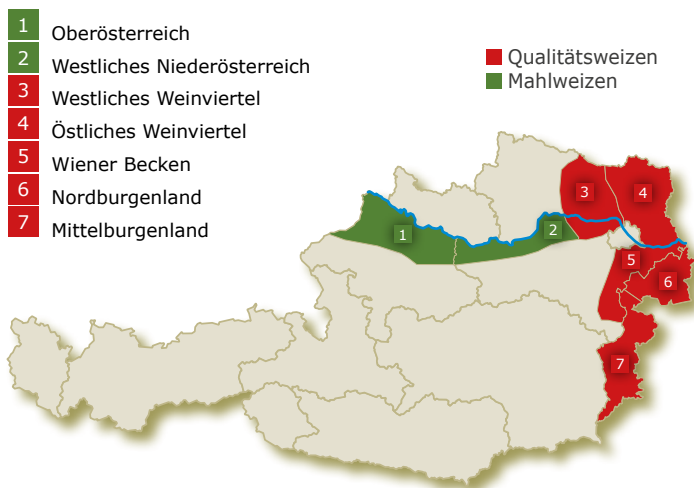 1 Oberösterreich
2 Westliches Niederösterreich
3 Westliches Weinviertel
4 Östliches Weinviertel
5 Wiener Becken
6 Nordburgenland
7 Mittelburgenland
Qualitätsweizen
Mahlweizen
3
4
1
2
5
6
7